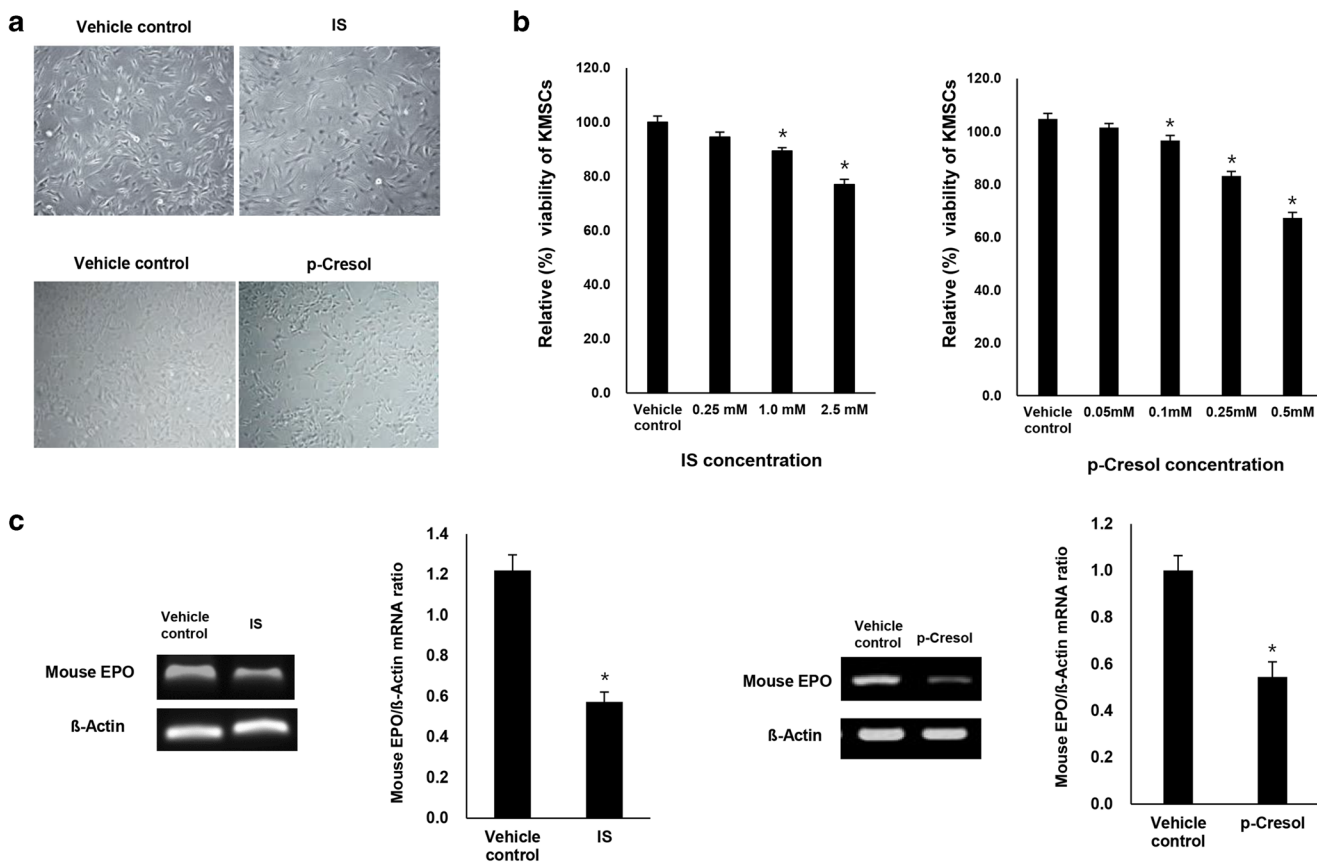 a
Vehicle control
IS
Vehicle control
p-Cresol
b
Relative (%) viability of KMSCs
120.0
100.0
80.0
60.0
40.0
20.0
0.0
*
*
Vehicle
control
0.25 mM
1.0 mM
2.5 mM
IS concentration
Relative (%) viability of KMSCs
120.0
100.0
80.0
60.0
40.0
20.0
0.0
*
*
*
Vehicle
control
0.05mM
0.1mM
0.25mM
0.5mM
p-Cresol concentration
c
Vehicle
control
IS
Mouse EPO
ß-Actin
Mouse EPO/ß-Actin mRNA ratio
1.4
1.2
1.0
0.8
0.6
0.4
0.2
0.0
*
Vehicle
control
IS
Vehicle
control
p-Cresol
Mouse EPO
ß-Actin
Mouse EPO/ß-Actin mRNA ratio
1.2
1.0
0.8
0.6
0.4
0.2
0.0
*
Vehicle
control
p-Cresol